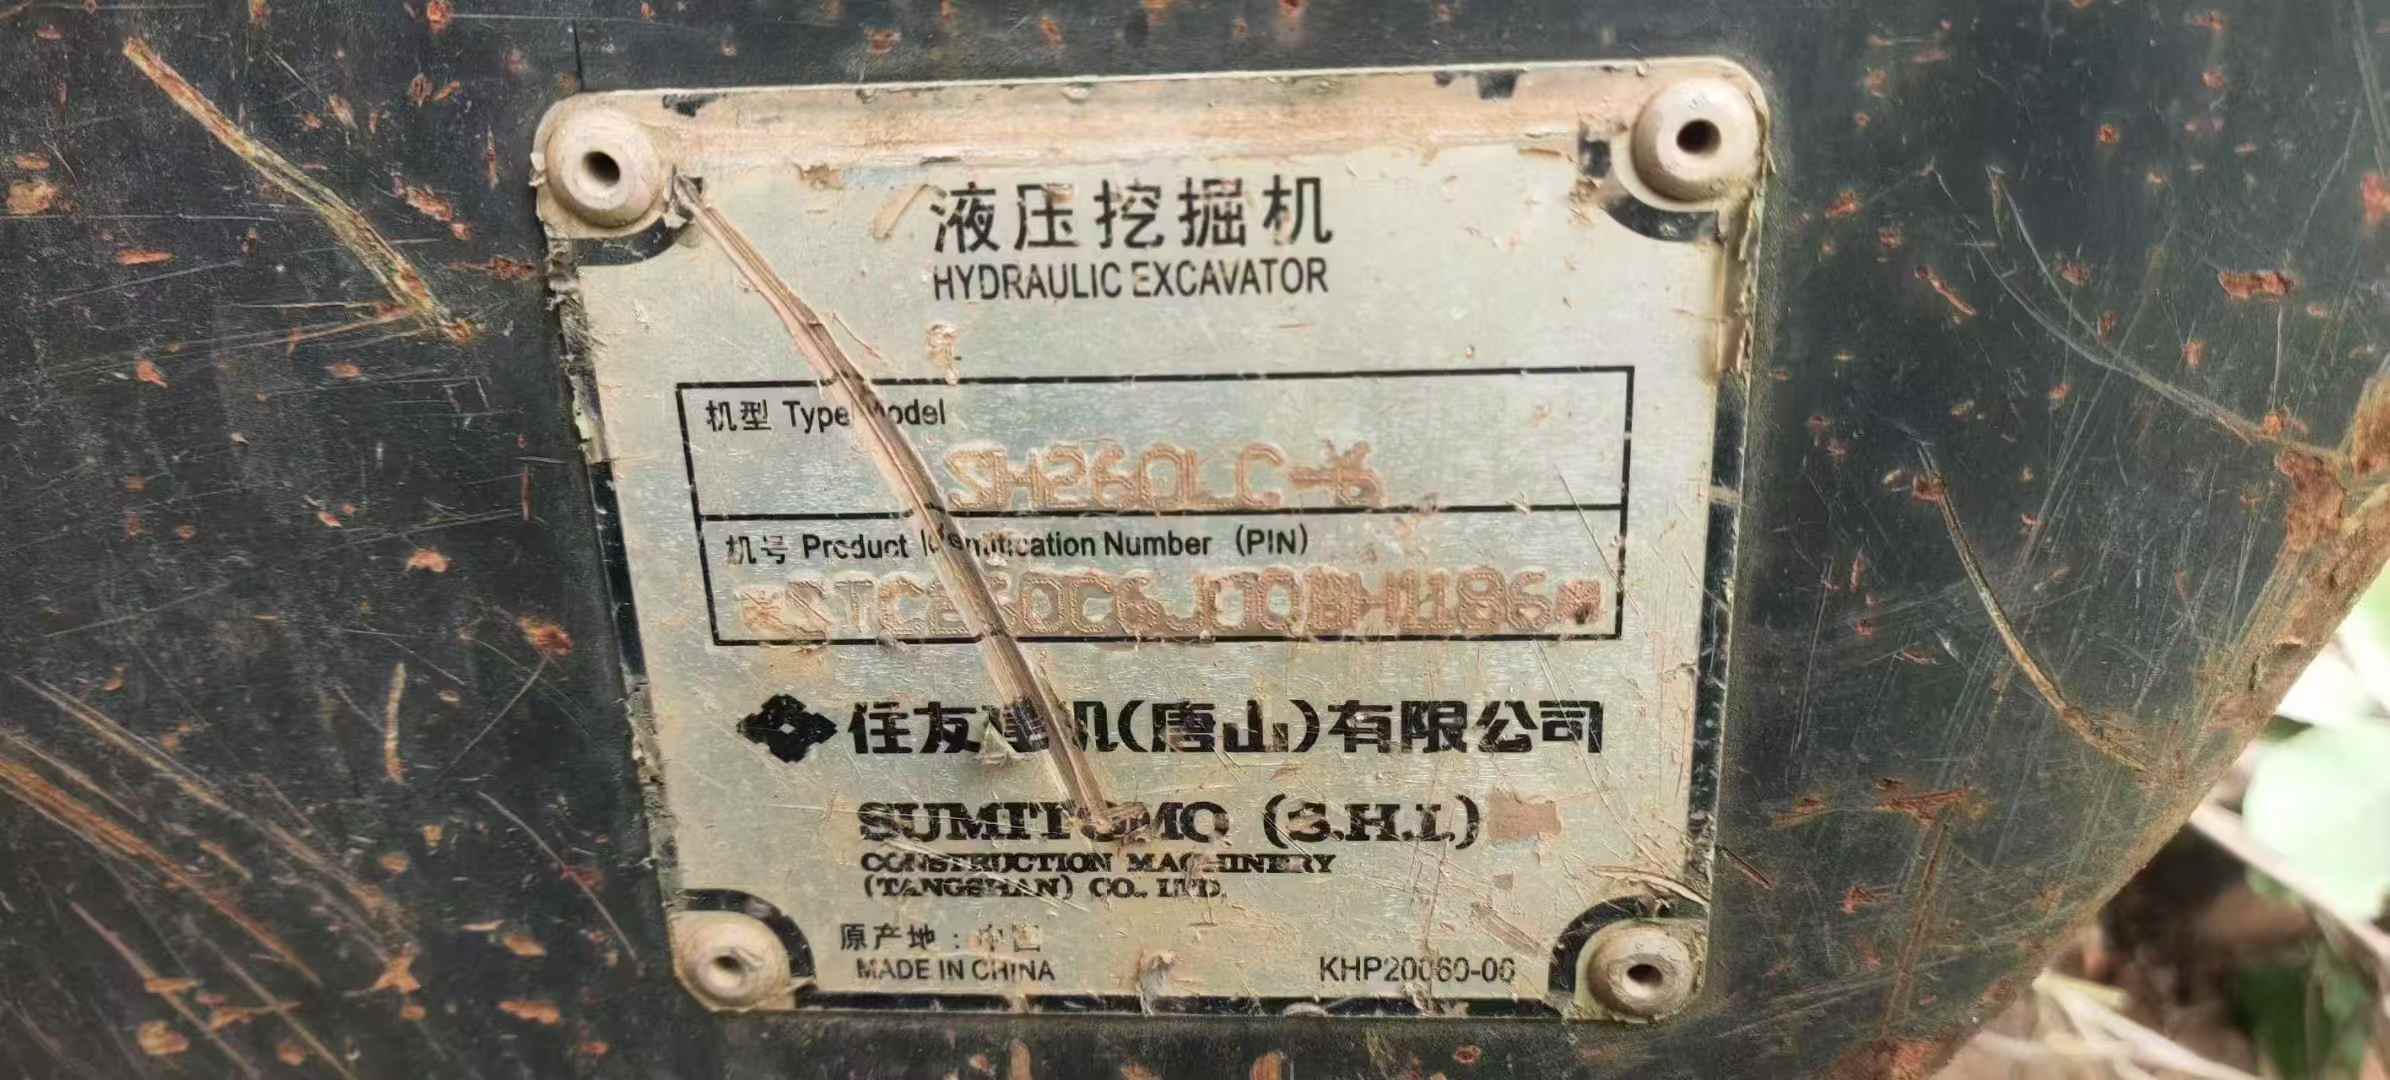 液压挖掘机
HYDRAULIC EXCAVATOR
机型 Type Model
SH260LC-6
机号 Product Identification Number (PIN)
住友建机(唐山)有限公司
SUMITOMO (S.H.I.)
CONSTRUCTION MACHINERY
(TANGSHAN) CO., LTD.
原产地：中国
MADE IN CHINA
KHP20060-00